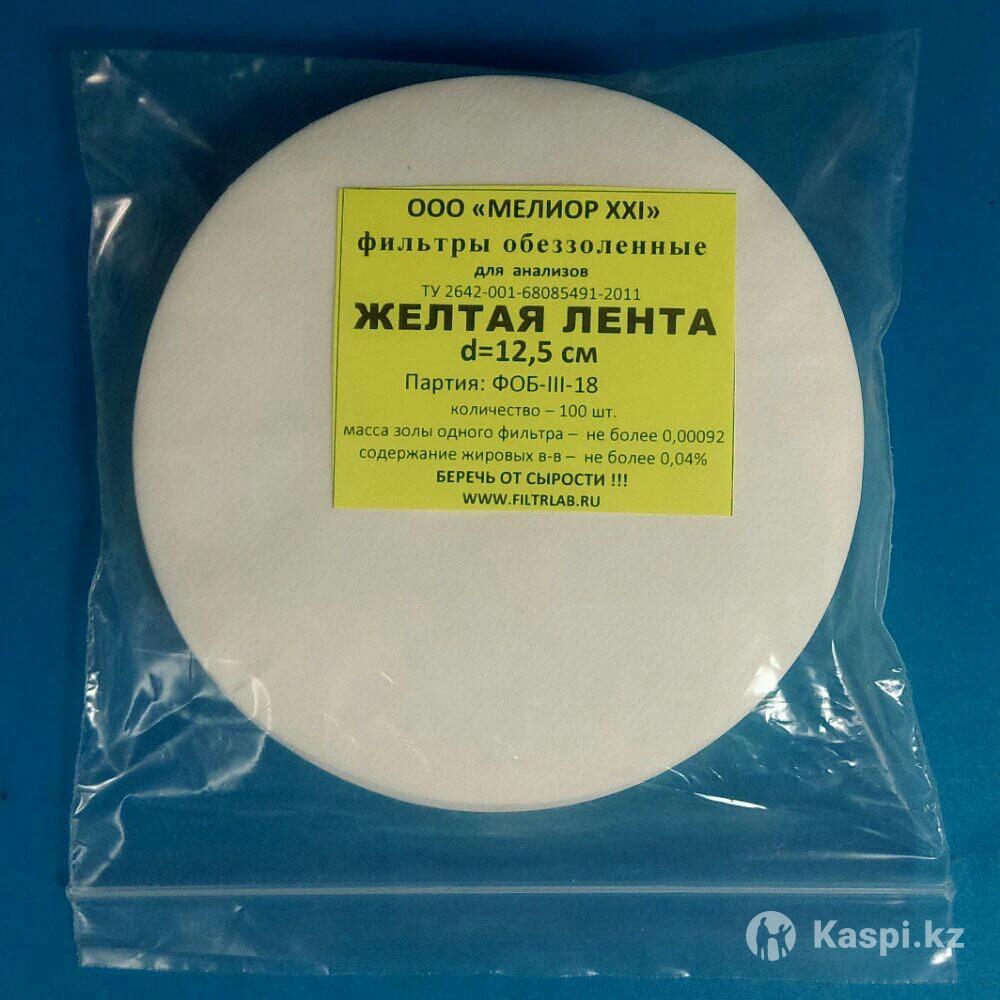 ООО «МЕЛИОР XXI»
фильтры обеззоленные
для анализов
ТУ 2642-001-68085491-2011
ЖЕЛТАЯ ЛЕНТА
d=12,5 см
Партия: ФОБ-III-18
количество – 100 шт.
масса золы одного фильтра – не более 0,00092
содержание жировых в-в – не более 0,04%
БЕРЕЧЬ ОТ СЫРОСТИ !!!
WWW.FILTRLAB.RU
Kaspi.kz